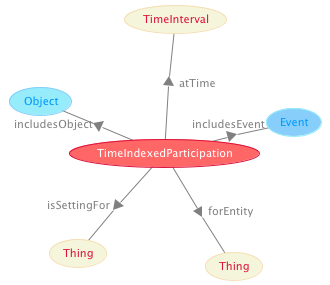 TimeInterval
atTime
Object
includesObject
includesEvent
Event
TimeIndexedParticipation
isSettingFor
forEntity
Thing
Thing